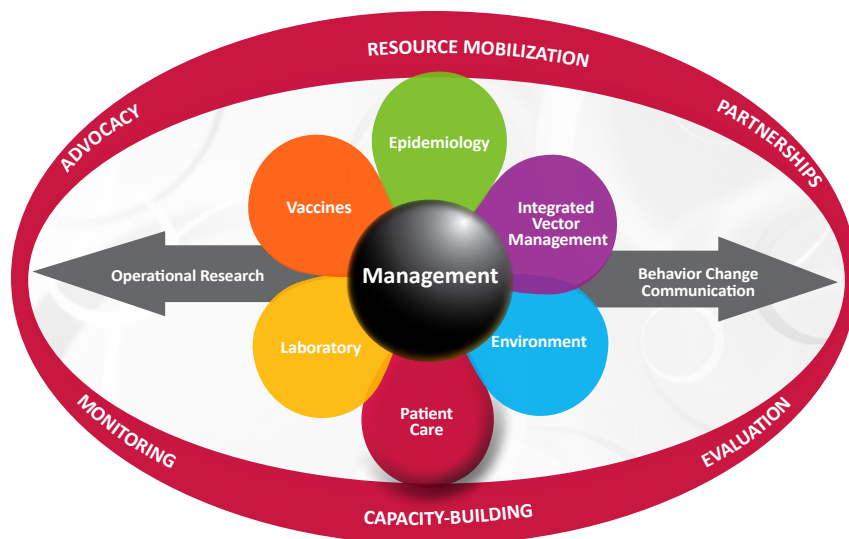 RESOURCE MOBILIZATION
ADVOCACY
PARTNERSHIPS
Epidemiology
Vaccines
Integrated
Vector
Management
Operational Research
Management
Behavior Change
Communication
Laboratory
Environment
Patient
Care
MONITORING
EVALUATION
CAPACITY-BUILDING